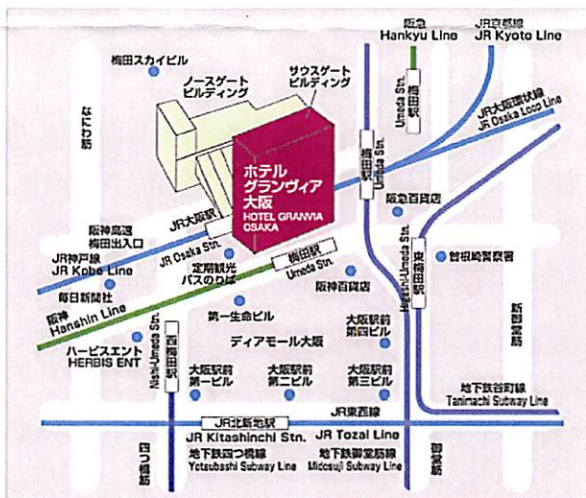 阪急
Hankyu Line
JR京都線
JR Kyoto Line
梅田スカイビル
サウスゲート
ビルディング
ノースゲート
ビルディング
なにわ筋
梅田駅
Umeda Stn.
JR大阪環状線
JR Osaka Loop Line
梅田駅
Umeda Stn.
ホテル
グランヴィア
大阪
HOTEL GRANVIA
OSAKA
阪急百貨店
阪神高速
梅田出入口
JR大阪駅
JR Osaka Stn.
JR神戸線
JR Kobe Line
梅田駅
Umeda Stn.
東梅田駅
Higashi-Umeda Stn.
曽根崎警察署
定期観光
バスのりば
阪神百貨店
毎日新聞社
阪神
Hanshin Line
第一生命ビル
新御堂筋
ハービスエント
HERBIS ENT
西梅田駅
Nishi-Umeda Stn.
ディアモール大阪
大阪駅前
第四ビル
大阪駅前
第一ビル
大阪駅前
第二ビル
大阪駅前
第三ビル
地下鉄谷町線
Tanimachi Subway Line
JR北新地駅
JR Kitashinchi Stn.
JR東西線
JR Tozai Line
四つ橋筋
地下鉄四つ橋線
Yotsubashi Subway Line
地下鉄御堂筋線
Midosuji Subway Line
御堂筋